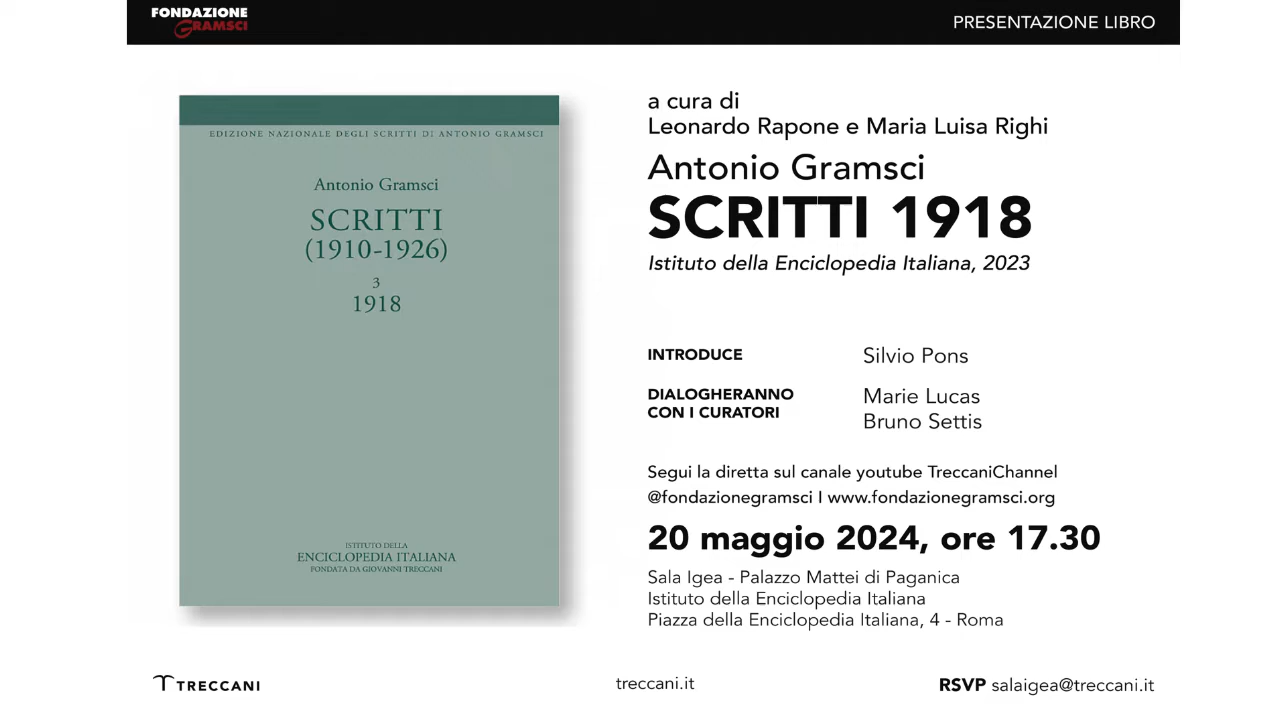 FONDAZIONE
GRAMSCI
PRESENTAZIONE LIBRO
EDIZIONE NAZIONALE DEGLI SCRITTI DI ANTONIO GRAMSCI
Antonio Gramsci
SCRITTI
(1910-1926)
3
1918
ISTITUTO DELLA
ENCICLOPEDIA ITALIANA
FONDATA DA GIOVANNI TRECCANI
a cura di
Leonardo Rapone e Maria Luisa Righi
Antonio Gramsci
SCRITTI 1918
Istituto della Enciclopedia Italiana, 2023
INTRODUCE Silvio Pons
DIALOGHERANNO
CON I CURATORI
Marie Lucas
Bruno Settis
Segui la diretta sul canale youtube TreccaniChannel
@fondazionegramsci I www.fondazionegramsci.org
20 maggio 2024, ore 17.30
Sala Igea - Palazzo Mattei di Paganica
Istituto della Enciclopedia Italiana
Piazza della Enciclopedia Italiana, 4 - Roma
TRECCANI
treccani.it
RSVP salaigea@treccani.it